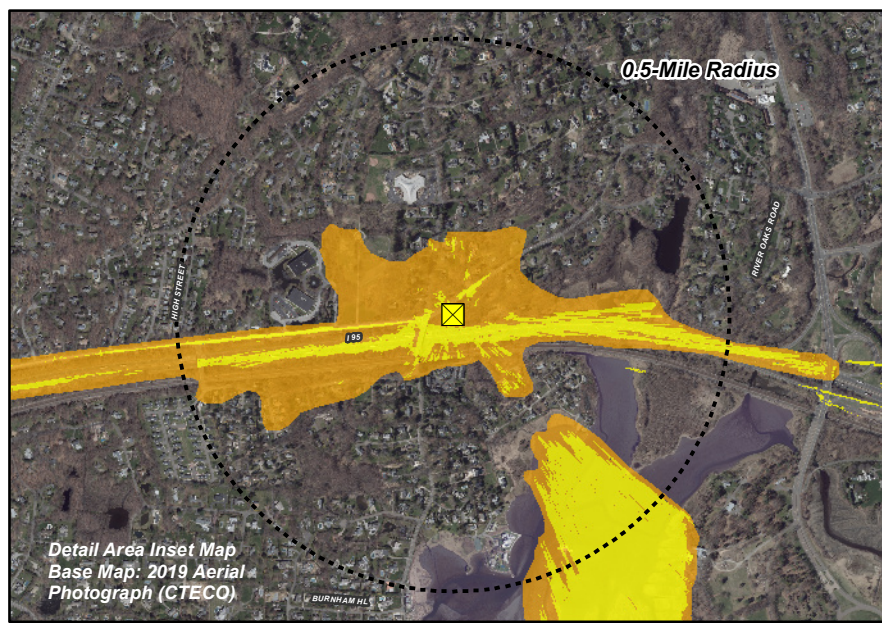 0.5-Mile Radius
RIVER OAKS ROAD
HIGH STREET
I 95
Detail Area Inset Map
Base Map: 2019 Aerial
Photograph (CTECO)
BURNHAM HL